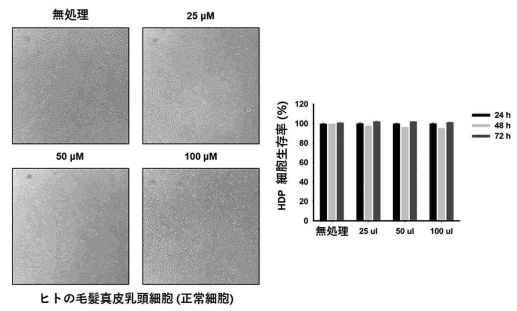 無処理
25 µM
50 µM
100 µM
ヒトの毛髪真皮乳頭細胞 (正常細胞)
HDP 細胞生存率 (%)
120
100
80
60
40
20
0
無処理 25 ul 50 ul 100 ul
24 h
48 h
72 h